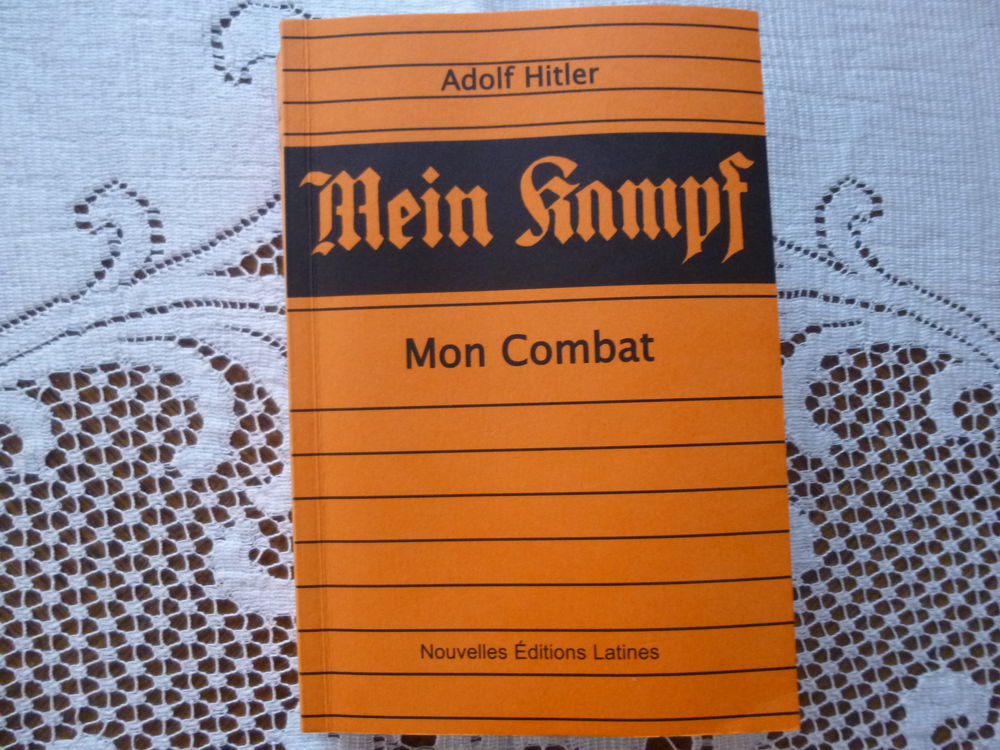 Adolf Hitler
Mein Kampf
Mon Combat
Nouvelles Éditions Latines